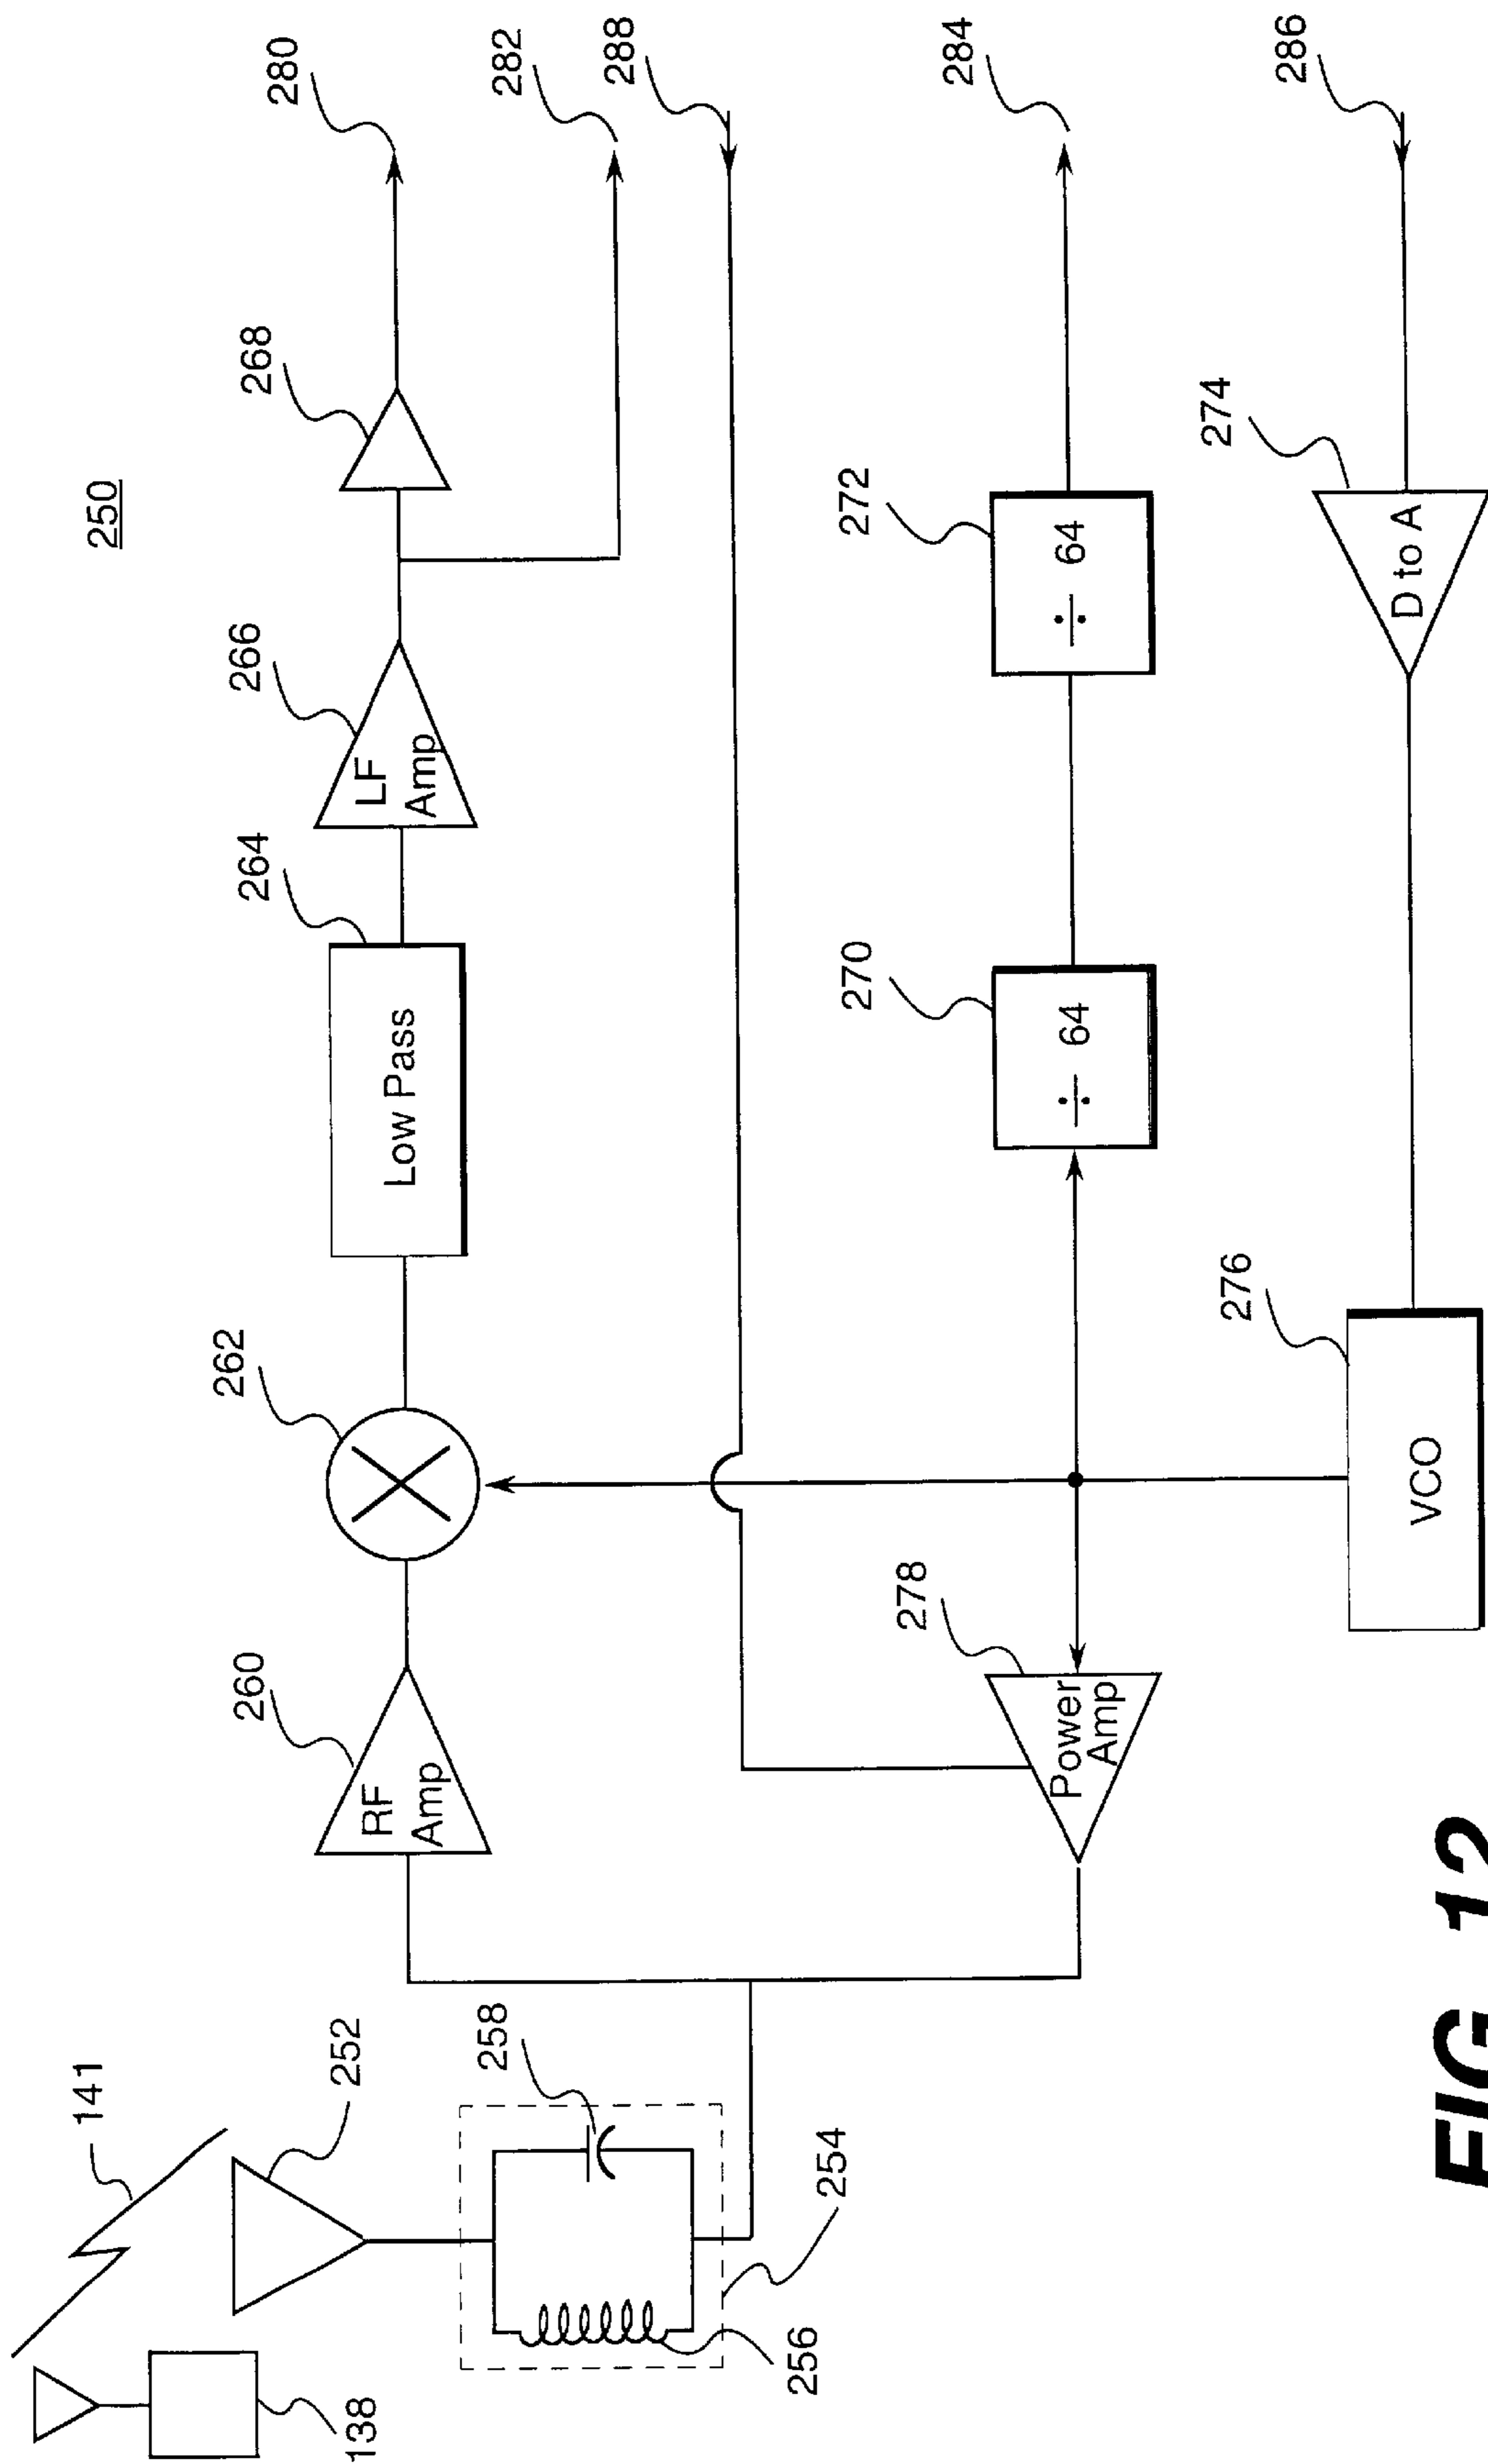 250
141
138
252
258
254
256
260
RF
Amp
262
264
Low Pass
266
LF
Amp
268
280
282
288
278
Power
Amp
270
÷ 64
272
÷ 64
284
276
VCO
274
D to A
286
FIG. 12